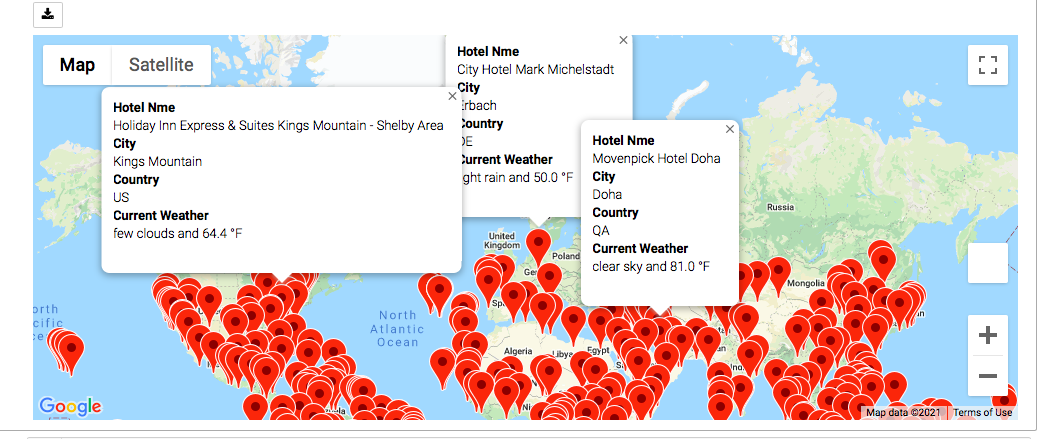 Map
Satellite
Hotel Nme
Holiday Inn Express & Suites Kings Mountain - Shelby Area
City
Kings Mountain
Country
US
Current Weather
few clouds and 64.4 °F
Hotel Nme
City Hotel Mark Michelstadt
City
Erbach
Country
DE
Current Weather
ght rain and 50.0 °F
Hotel Nme
Movenpick Hotel Doha
City
Doha
Country
QA
Current Weather
clear sky and 81.0 °F
Russia
United
Kingdom
Poland
Mongolia
North
Atlantic
Ocean
Algeria
Libya
Egypt
Google
Map data ©2021
Terms of Use